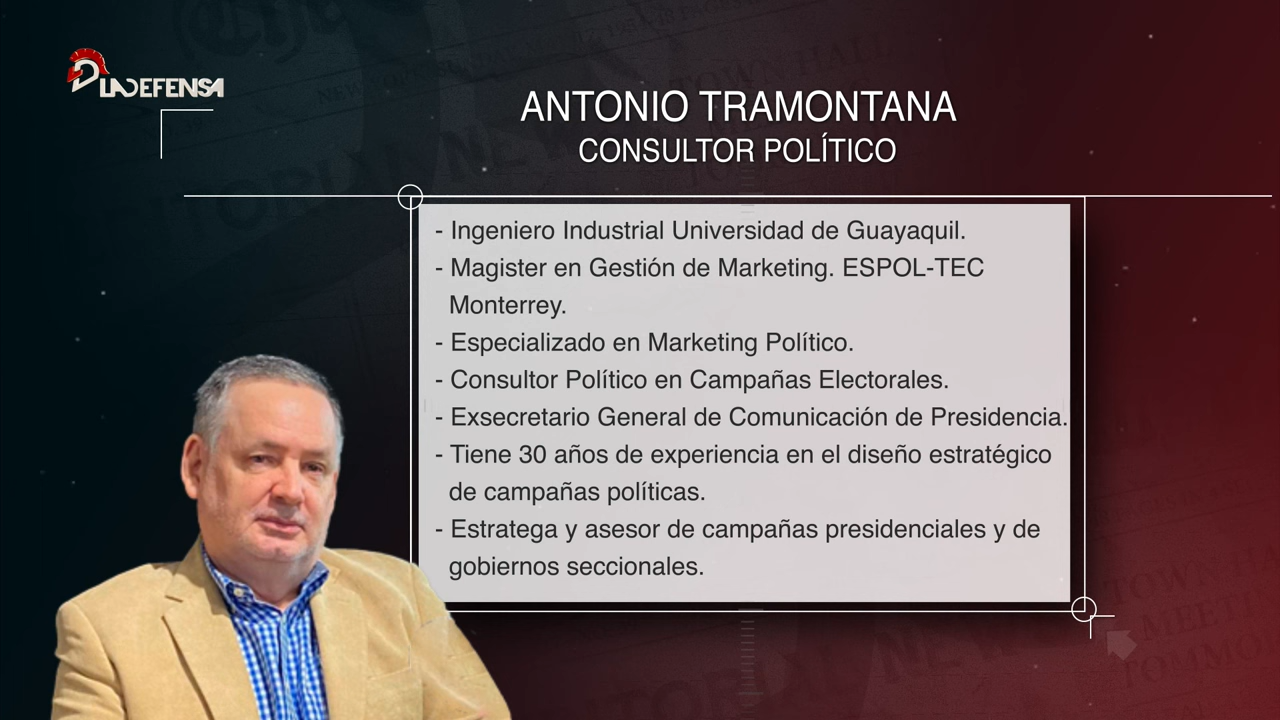 LADEFENSA
ANTONIO TRAMONTANA
CONSULTOR POLÍTICO
- Ingeniero Industrial Universidad de Guayaquil.
- Magister en Gestión de Marketing. ESPOL-TEC
Monterrey.
- Especializado en Marketing Político.
- Consultor Político en Campañas Electorales.
- Exsecretario General de Comunicación de Presidencia.
- Tiene 30 años de experiencia en el diseño estratégico
de campañas políticas.
- Estratega y asesor de campañas presidenciales y de
gobiernos seccionales.